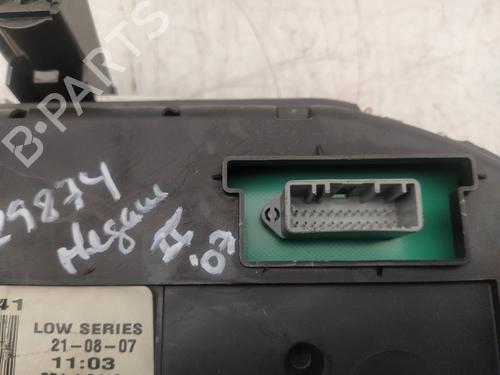 B-PARTS
29874
Megane
II '07
41
LOW SERIES
21-08-07
11:03